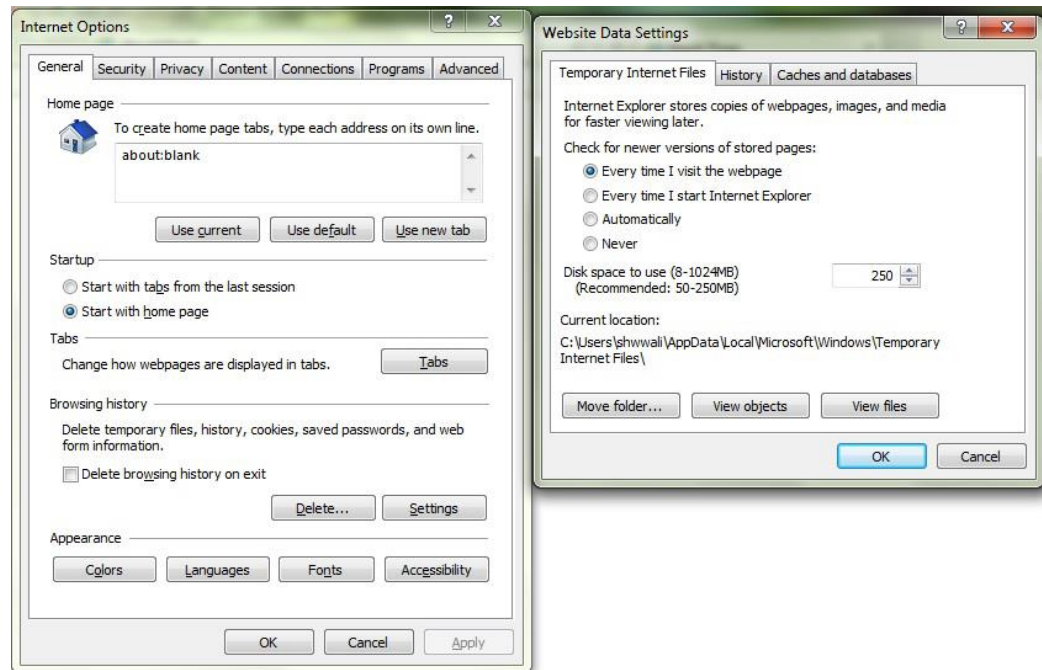 Internet Options
General Security Privacy Content Connections Programs Advanced
Home page
To create home page tabs, type each address on its own line.
about:blank
Use current Use default Use new tab
Startup
Start with tabs from the last session
Start with home page
Tabs
Change how webpages are displayed in tabs. Tabs
Browsing history
Delete temporary files, history, cookies, saved passwords, and web
form information.
Delete browsing history on exit
Delete... Settings
Appearance
Colors Languages Fonts Accessibility
OK Cancel Apply
Website Data Settings
Temporary Internet Files History Caches and databases
Internet Explorer stores copies of webpages, images, and media
for faster viewing later.
Check for newer versions of stored pages:
Every time I visit the webpage
Every time I start Internet Explorer
Automatically
Never
Disk space to use (8-1024MB) 250
(Recommended: 50-250MB)
Current location:
C:\Users\shwwali\AppData\Local\Microsoft\Windows\Temporary
Internet Files\
Move folder... View objects View files
OK Cancel